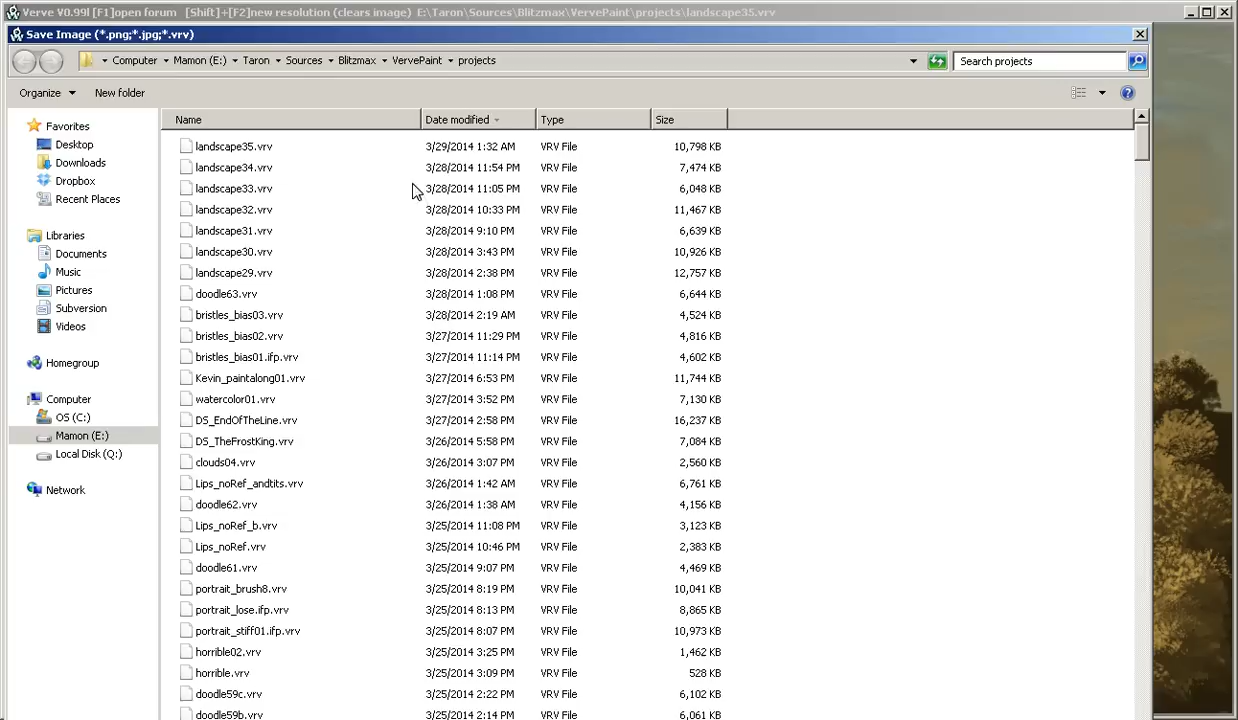 Verve V0.99l [F1]open forum [Shift]+[F2]new resolution (clears image) E:\Taron\Sources\Blitzmax\VervePaint\projects\landscape35.vrv
Save Image (*.png;*.jpg;*.vrv)
Computer Mamon (E:) Taron Sources Blitzmax VervePaint projects Search projects
Organize New folder
Name Date modified Type Size
Favorites
Desktop
Downloads
Dropbox
Recent Places
Libraries
Documents
Music
Pictures
Subversion
Videos
Homegroup
Computer
OS (C:)
Mamon (E:)
Local Disk (Q:)
Network
landscape35.vrv 3/29/2014 1:32 AM VRV File 10,798 KB
landscape34.vrv 3/28/2014 11:54 PM VRV File 7,474 KB
landscape33.vrv 3/28/2014 11:05 PM VRV File 6,048 KB
landscape32.vrv 3/28/2014 10:33 PM VRV File 11,467 KB
landscape31.vrv 3/28/2014 9:10 PM VRV File 6,639 KB
landscape30.vrv 3/28/2014 3:43 PM VRV File 10,926 KB
landscape29.vrv 3/28/2014 2:38 PM VRV File 12,757 KB
doodle63.vrv 3/28/2014 1:08 PM VRV File 6,644 KB
bristles_bias03.vrv 3/28/2014 2:19 AM VRV File 4,524 KB
bristles_bias02.vrv 3/27/2014 11:29 PM VRV File 4,816 KB
bristles_bias01.ifp.vrv 3/27/2014 11:14 PM VRV File 4,602 KB
Kevin_paintalong01.vrv 3/27/2014 6:53 PM VRV File 11,744 KB
watercolor01.vrv 3/27/2014 3:52 PM VRV File 7,130 KB
DS_EndOfTheLine.vrv 3/27/2014 2:58 PM VRV File 16,237 KB
DS_TheFrostKing.vrv 3/26/2014 5:58 PM VRV File 7,084 KB
clouds04.vrv 3/26/2014 3:07 PM VRV File 2,560 KB
Lips_noRef_andtits.vrv 3/26/2014 1:42 AM VRV File 6,761 KB
doodle62.vrv 3/26/2014 1:38 AM VRV File 4,156 KB
Lips_noRef_b.vrv 3/25/2014 11:08 PM VRV File 3,123 KB
Lips_noRef.vrv 3/25/2014 10:46 PM VRV File 2,383 KB
doodle61.vrv 3/25/2014 9:07 PM VRV File 4,469 KB
portrait_brush8.vrv 3/25/2014 8:19 PM VRV File 10,041 KB
portrait_lose.ifp.vrv 3/25/2014 8:13 PM VRV File 8,865 KB
portrait_stiff01.ifp.vrv 3/25/2014 8:07 PM VRV File 10,973 KB
horrible02.vrv 3/25/2014 3:25 PM VRV File 1,462 KB
horrible.vrv 3/25/2014 3:09 PM VRV File 528 KB
doodle59c.vrv 3/25/2014 2:22 PM VRV File 6,102 KB
doodle59b.vrv 3/25/2014 2:14 PM VRV File 6,061 KB